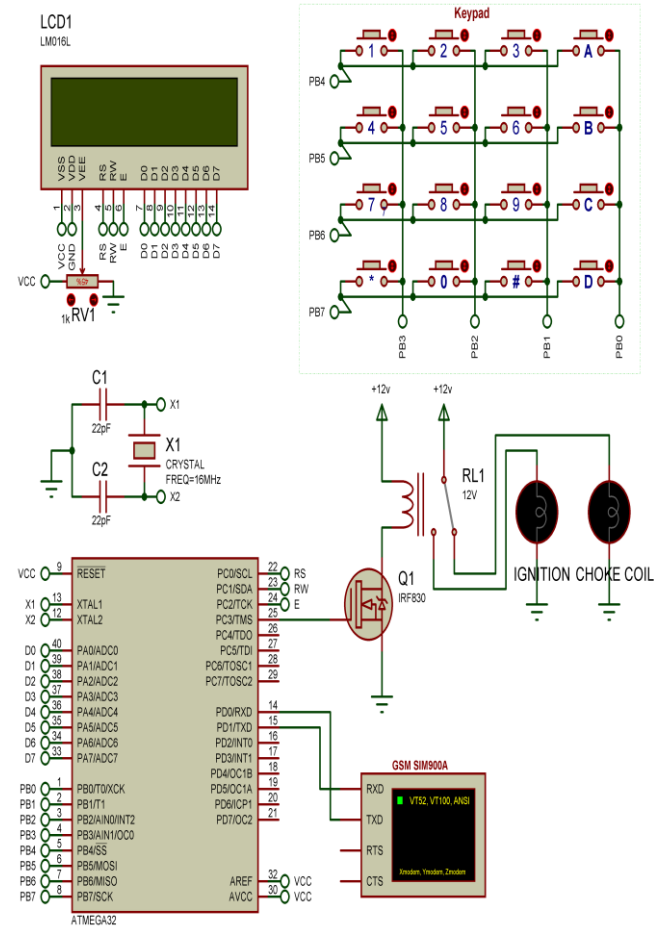 LCD1
LM016L
VSS
VDD
VEE
RS
RW
E
D0
D1
D2
D3
D4
D5
D6
D7
1
2
3
4
5
6
7
8
9
10
11
12
13
14
VCC
GND
RS
RW
E
D0
D1
D2
D3
D4
D5
D6
D7
VCC
45%
1k
RV1
Keypad
1 2 3 A
PB4
4 5 6 B
PB5
7 8 9 C
PB6
* 0 # D
PB7
PB3
PB2
PB1
PB0
C1
22pF
X1
X1
CRYSTAL
FREQ=16MHz
C2
22pF
X2
+12v +12v
RL1
12V
Q1
IRF830
IGNITION CHOKE COIL
VCC 9 RESET PC0/SCL 22 RS
PC1/SDA 23 RW
X1 13 XTAL1 PC2/TCK 24 E
X2 12 XTAL2 PC3/TMS 25
PC4/TDO 26
D0 40 PA0/ADC0 PC5/TDI 27
D1 39 PA1/ADC1 PC6/TOSC1 28
D2 38 PA2/ADC2 PC7/TOSC2 29
D3 37 PA3/ADC3
D4 36 PA4/ADC4 PD0/RXD 14
D5 35 PA5/ADC5 PD1/TXD 15
D6 34 PA6/ADC6 PD2/INT0 16
D7 33 PA7/ADC7 PD3/INT1 17
PD4/OC1B 18
PB0 1 PB0/T0/XCK PD5/OC1A 19
PB1 2 PB1/T1 PD6/ICP1 20
PB2 3 PB2/AIN0/INT2 PD7/OC2 21
PB3 4 PB3/AIN1/OC0
PB4 5 PB4/SS
PB5 6 PB5/MOSI
PB6 7 PB6/MISO AREF 32 VCC
PB7 8 PB7/SCK AVCC 30 VCC
ATMEGA32
GSM SIM900A
RXD
TXD
RTS
CTS
VT52, VT100, ANSI
Xmodem, Ymodem, Zmodem